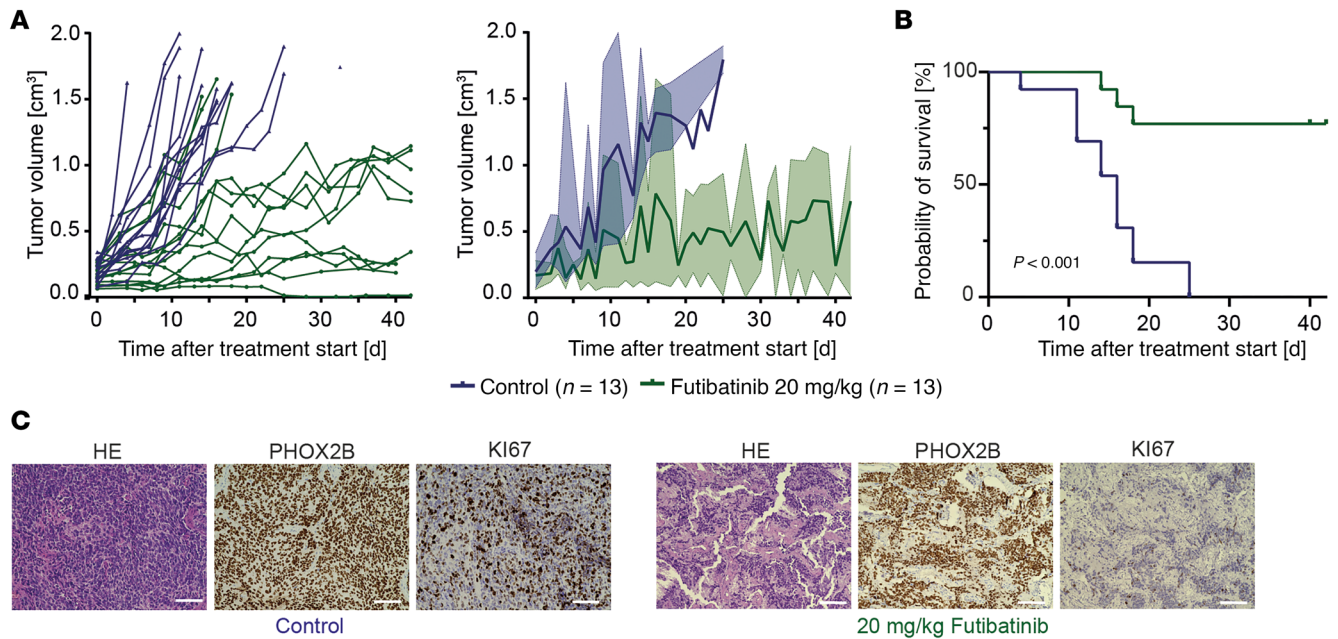 A
B
2.0
1.5
1.0
0.5
0.0
Tumor volume [cm³]
0 10 20 30 40
Time after treatment start [d]
2.0
1.5
1.0
0.5
0.0
Tumor volume [cm³]
0 10 20 30 40
Time after treatment start [d]
100
50
0
Probability of survival [%]
P < 0.001
0 10 20 30 40
Time after treatment start [d]
Control (n = 13) Futibatinib 20 mg/kg (n = 13)
C
HE PHOX2B KI67
HE PHOX2B KI67
Control
20 mg/kg Futibatinib